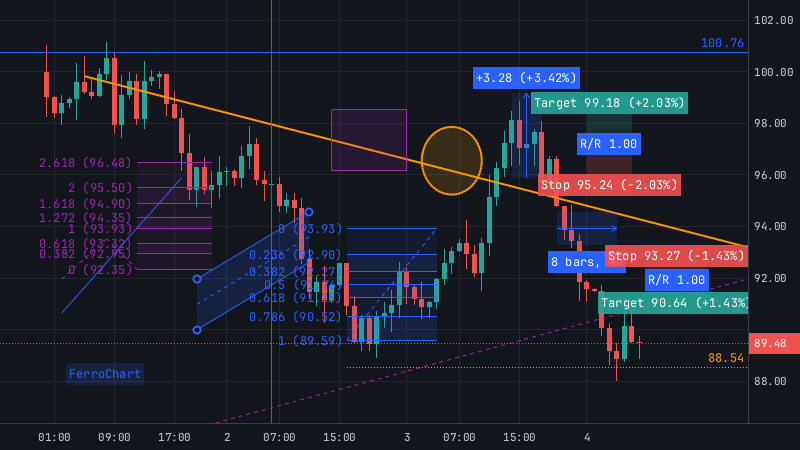 102.00
100.76
100.00
+3.28 (+3.42%)
Target 99.18 (+2.03%)
98.00
R/R 1.00
2.618 (96.48)
96.00
Stop 95.24 (-2.03%)
2 (95.50)
1.618 (94.90)
1.272 (94.35)
1 (93.93)
0 (93.93)
94.00
0.618 (93.32)
0.382 (92.95)
0.236 (92.90)
Stop 93.27 (-1.43%)
8 bars,
0 (92.35)
0.382 (92.27)
92.00
R/R 1.00
0.5
0.618
Target 90.64 (+1.43%
0.786 (90.52)
1 (89.59)
89.48
88.54
FerroChart
88.00
01:00 09:00 17:00 2 07:00 15:00 3 07:00 15:00 4